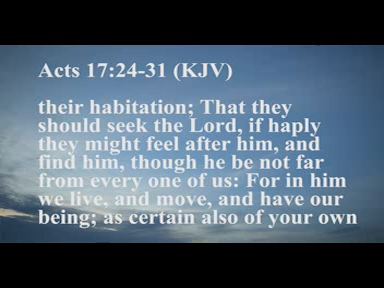 Acts 17:24-31 (KJV)
their habitation; That they
should seek the Lord, if haply
they might feel after him, and
find him, though he be not far
from every one of us: For in him
we live, and move, and have our
being; as certain also of your own